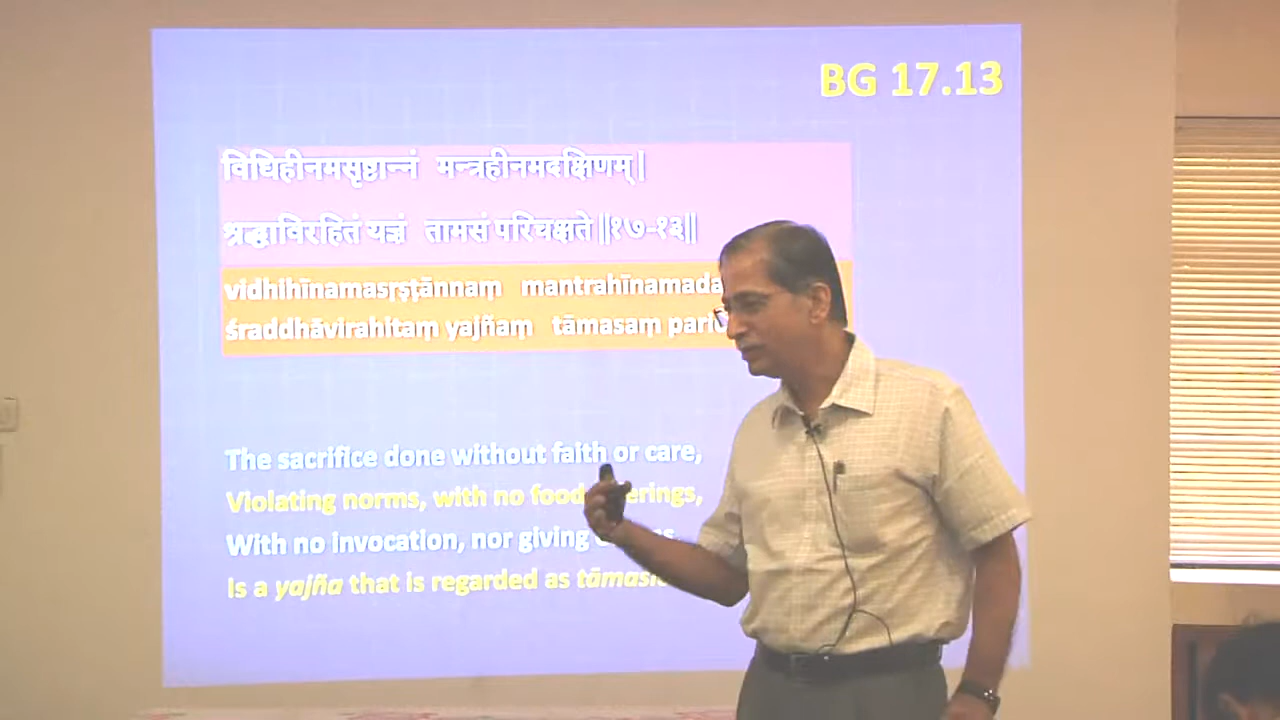 BG 17.13
विधिहीनमसृष्टान्नं मन्त्रहीनमदक्षिणम् |
श्रद्धाविरहितं यज्ञं तामसं परिचक्षते ||१७-१३||
vidhihīnamasṛṣṭānnaṃ mantrahīnamada
śraddhāvirahitaṃ yajñaṃ tāmasaṃ
The sacrifice done without faith or care,
Violating norms, with no food
With no invocation, nor giving
Is a yajña that is regarded as